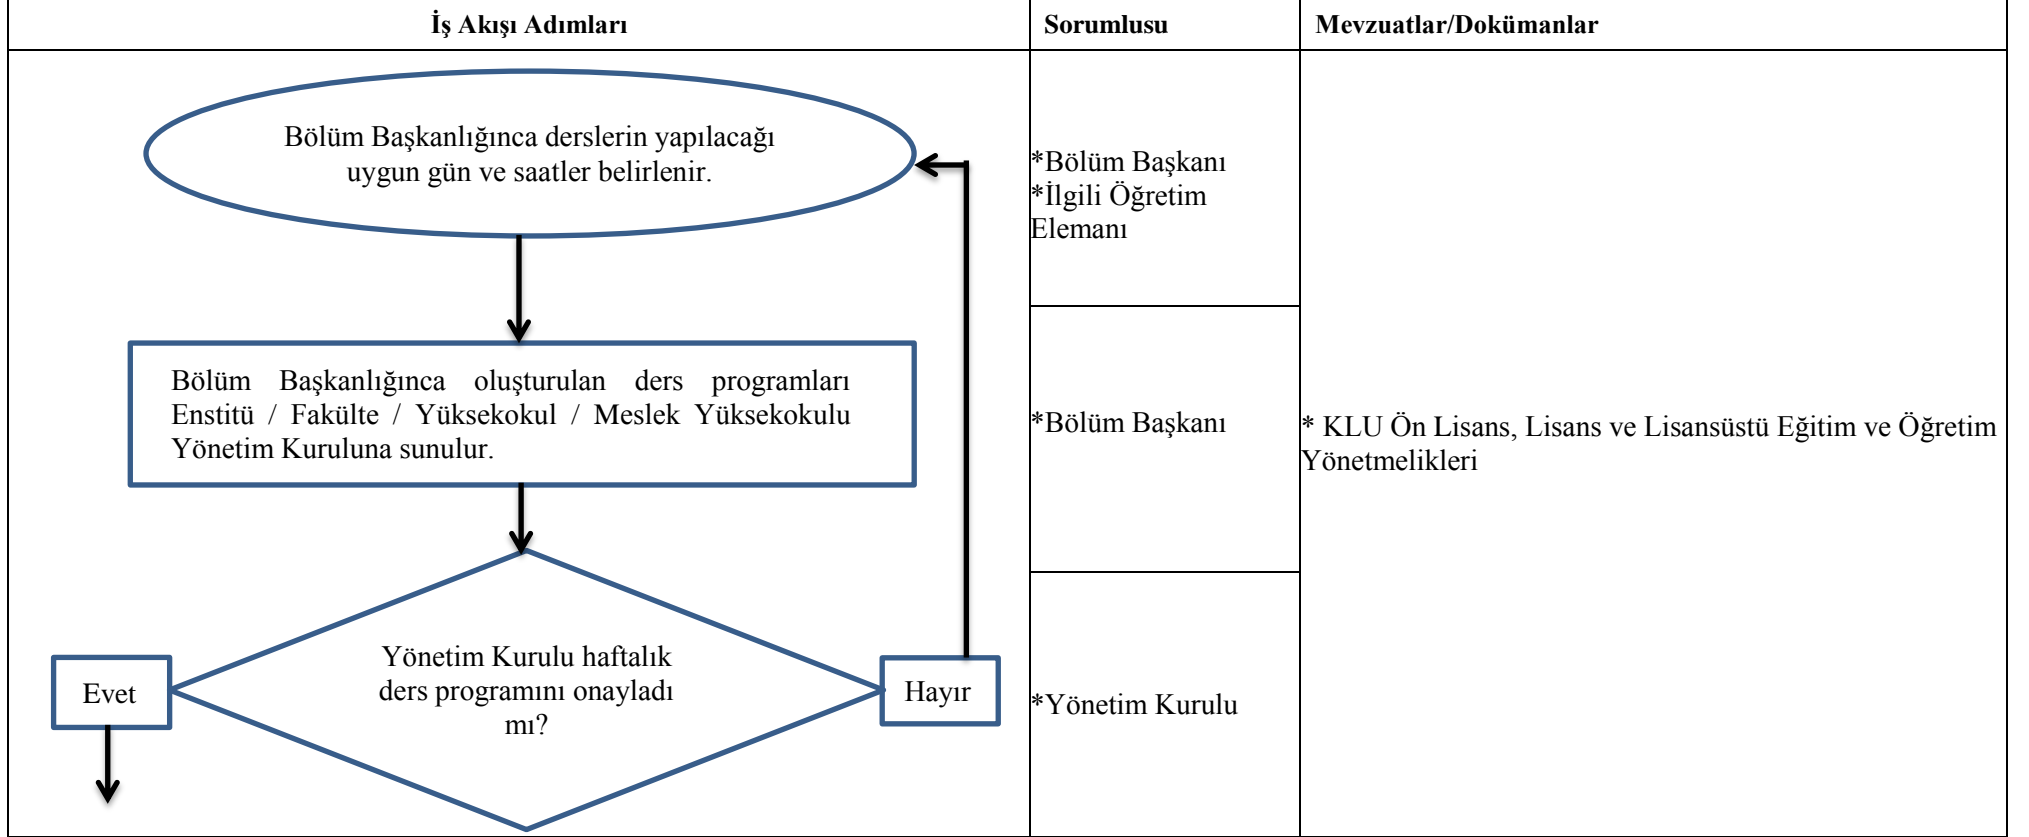 İş Akışı Adımları
Sorumlusu
Mevzuatlar/Dokümanlar
Bölüm Başkanlığınca derslerin yapılacağı
uygun gün ve saatler belirlenir.
*Bölüm Başkanı
*İlgili Öğretim
Elemanı
Bölüm Başkanlığınca oluşturulan ders programları
Enstitü / Fakülte / Yüksekokul / Meslek Yüksekokulu
Yönetim Kuruluna sunulur.
*Bölüm Başkanı
* KLU Ön Lisans, Lisans ve Lisansüstü Eğitim ve Öğretim
Yönetmelikleri
Yönetim Kurulu haftalık
ders programını onayladı
mı?
Evet
Hayır
*Yönetim Kurulu